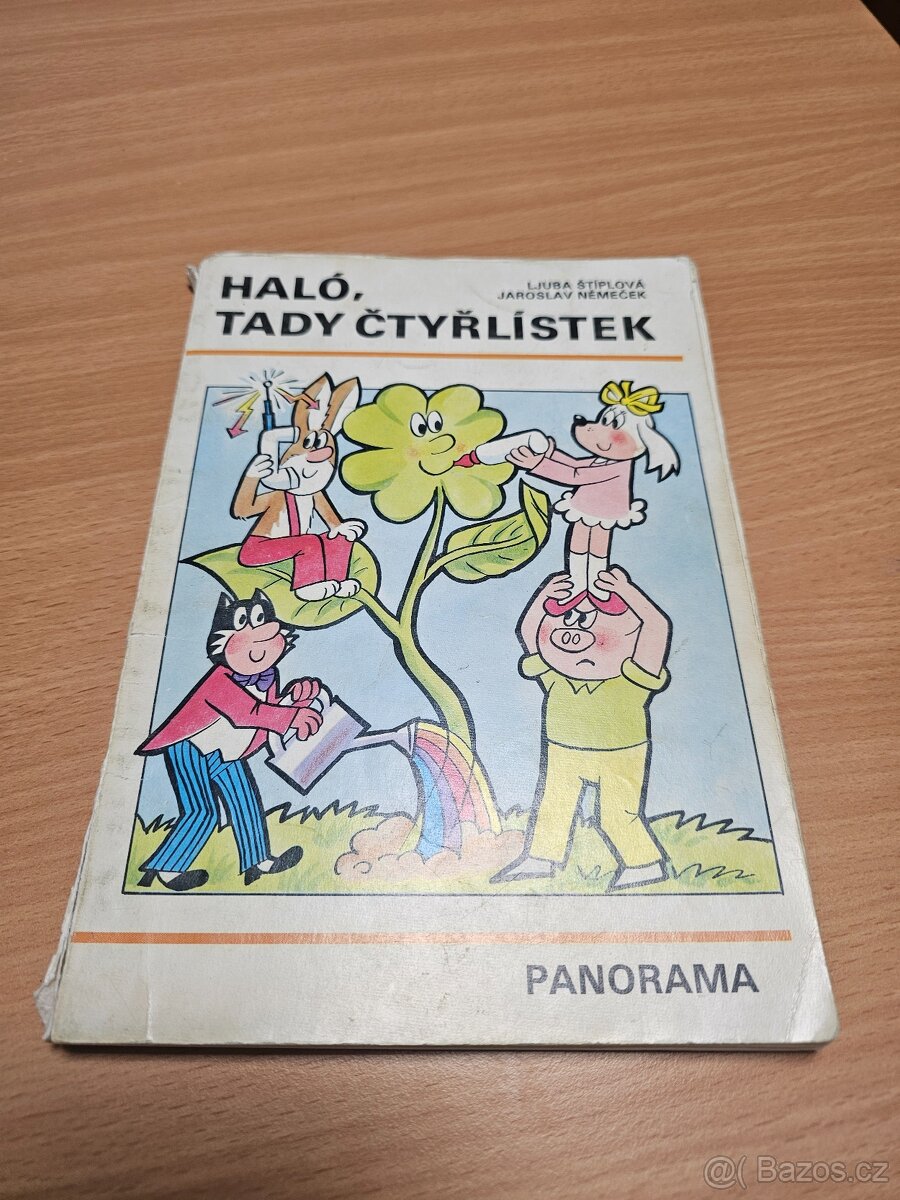 HALÓ,
TADY ČTYŘLÍSTEK
LJUBA ŠTÍPLOVÁ
JAROSLAV NĚMEČEK
PANORAMA
@( Bazos.cz